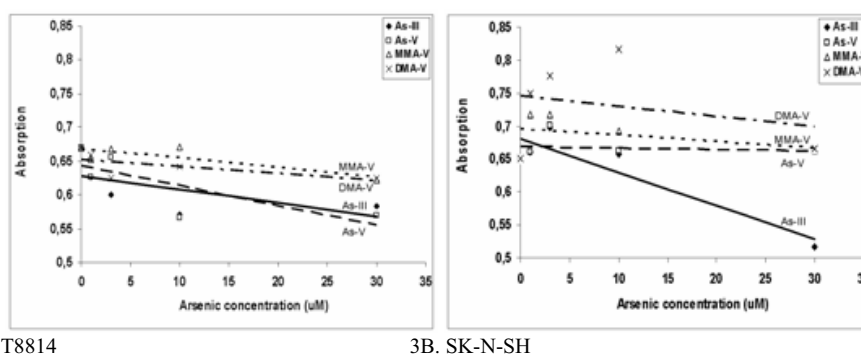 0,85
0,8
0,75
0,7
0,65
0,6
0,55
0,5
Absorption
As-III
As-V
MMA-V
DMA-V
MMA-V
DMA-V
As-III
As-V
0 5 10 15 20 25 30 35
Arsenic concentration (uM)
T8814
0,85
0,8
0,75
0,7
0,65
0,6
0,55
0,5
Absorption
As-III
As-V
MMA-V
DMA-V
DMA-V
MMA-V
As-V
As-III
0 5 10 15 20 25 30 35
Arsenic concentration (uM)
3B. SK-N-SH